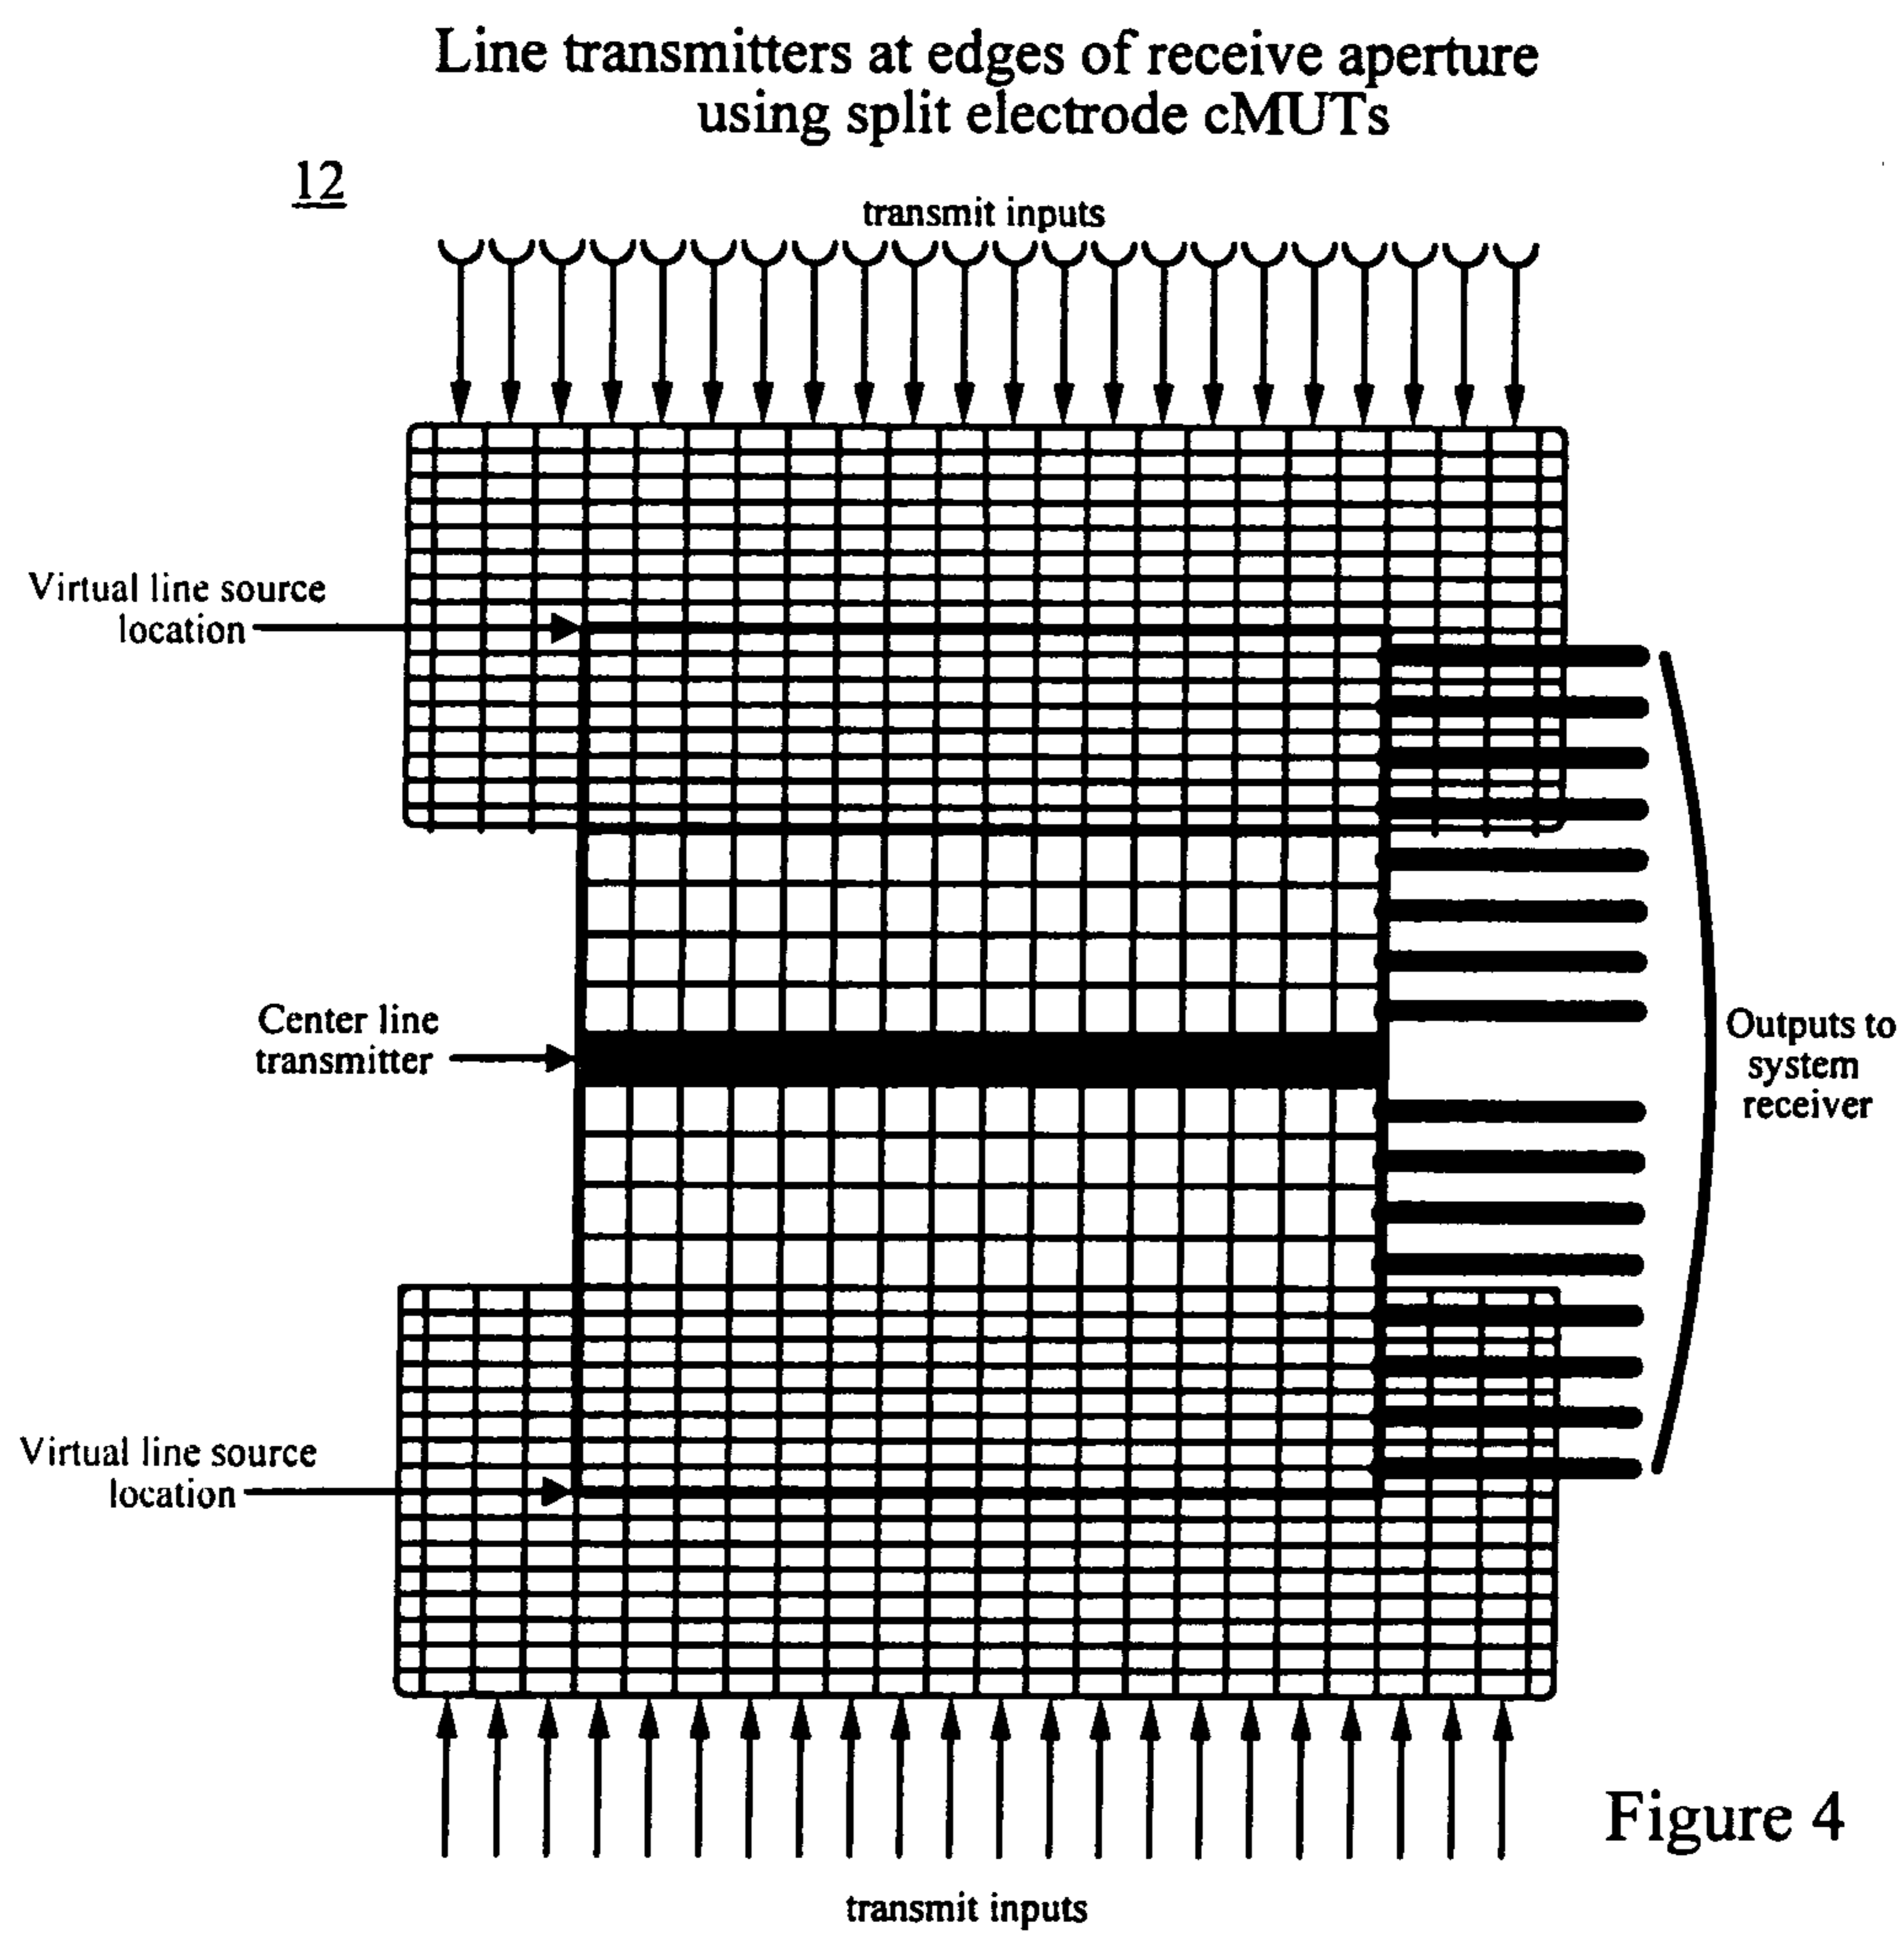 Line transmitters at edges of receive aperture
using split electrode cMUTs
12
transmit inputs
Virtual line source
location
Center line
transmitter
Outputs to
system
receiver
Virtual line source
location
Figure 4
transmit inputs